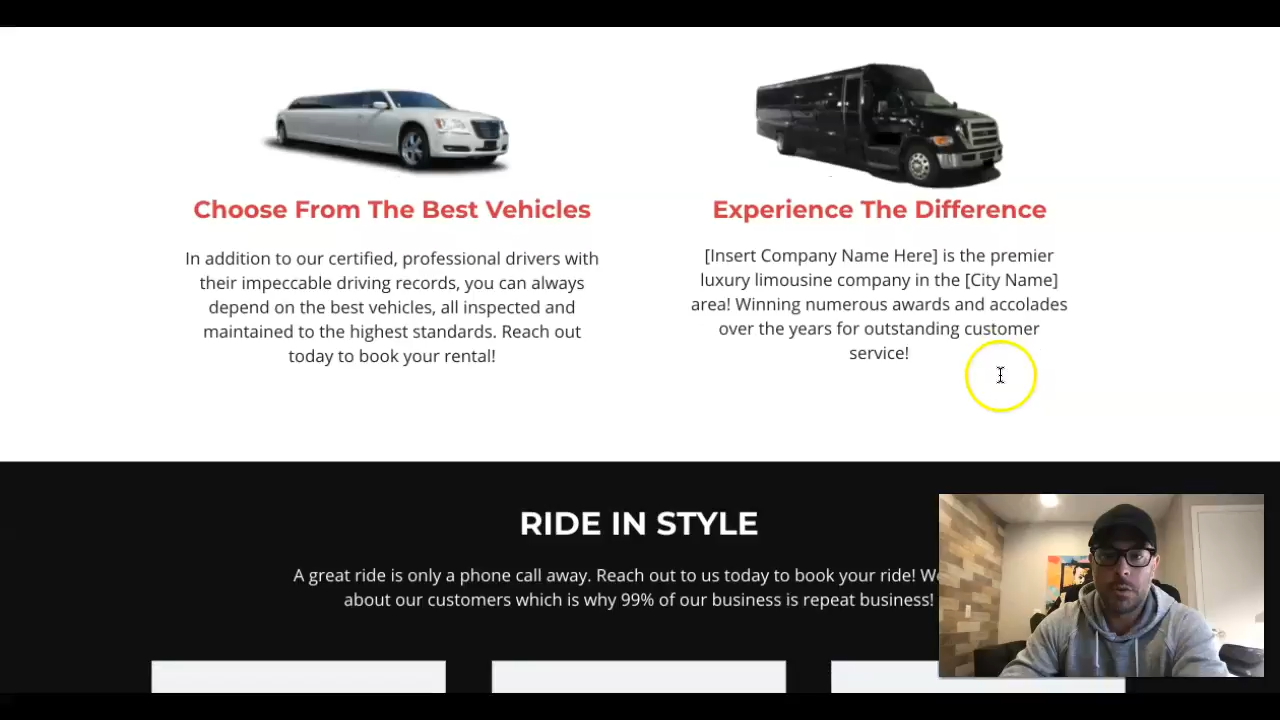 Choose From The Best Vehicles
In addition to our certified, professional drivers with
their impeccable driving records, you can always
depend on the best vehicles, all inspected and
maintained to the highest standards. Reach out
today to book your rental!
Experience The Difference
[Insert Company Name Here] is the premier
luxury limousine company in the [City Name]
area! Winning numerous awards and accolades
over the years for outstanding customer
service!
RIDE IN STYLE
A great ride is only a phone call away. Reach out to us today to book your ride!
about our customers which is why 99% of our business is repeat business!